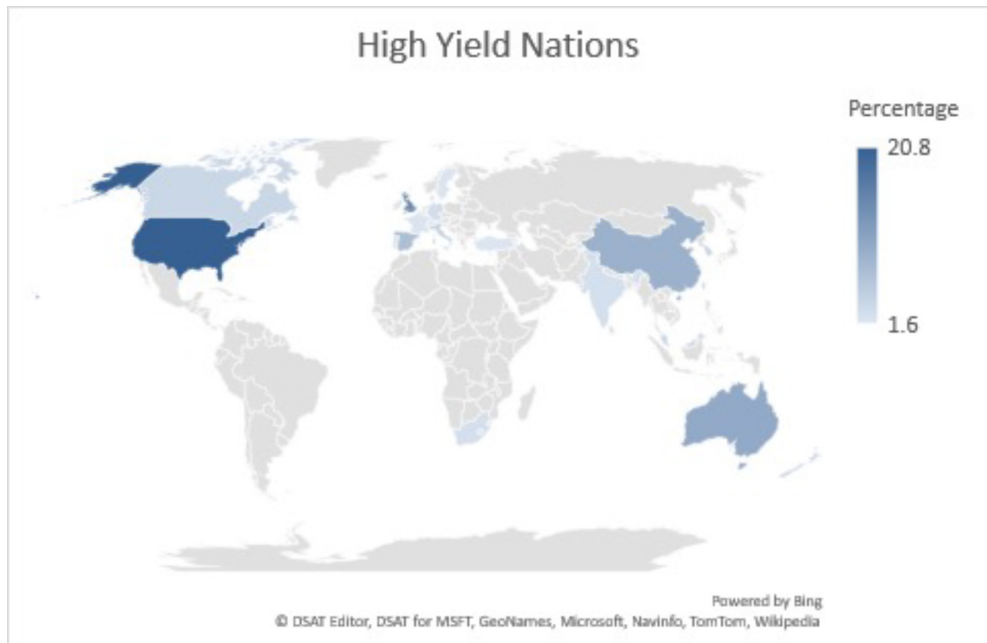 High Yield Nations
Percentage
20.8
1.6
Powered by Bing
© DSAT Editor, DSAT for MSFT, GeoNames, Microsoft, Navinfo, TomTom, Wikipedia